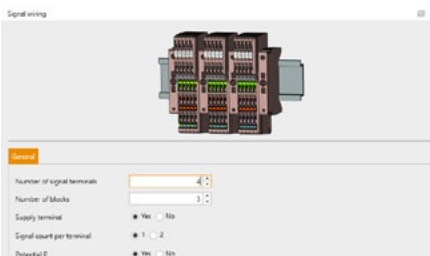 Signal wiring
General
Number of signal terminals 4
Number of blocks 3
Supply terminal Yes No
Signal count per terminal 1 2
Potential P Yes No